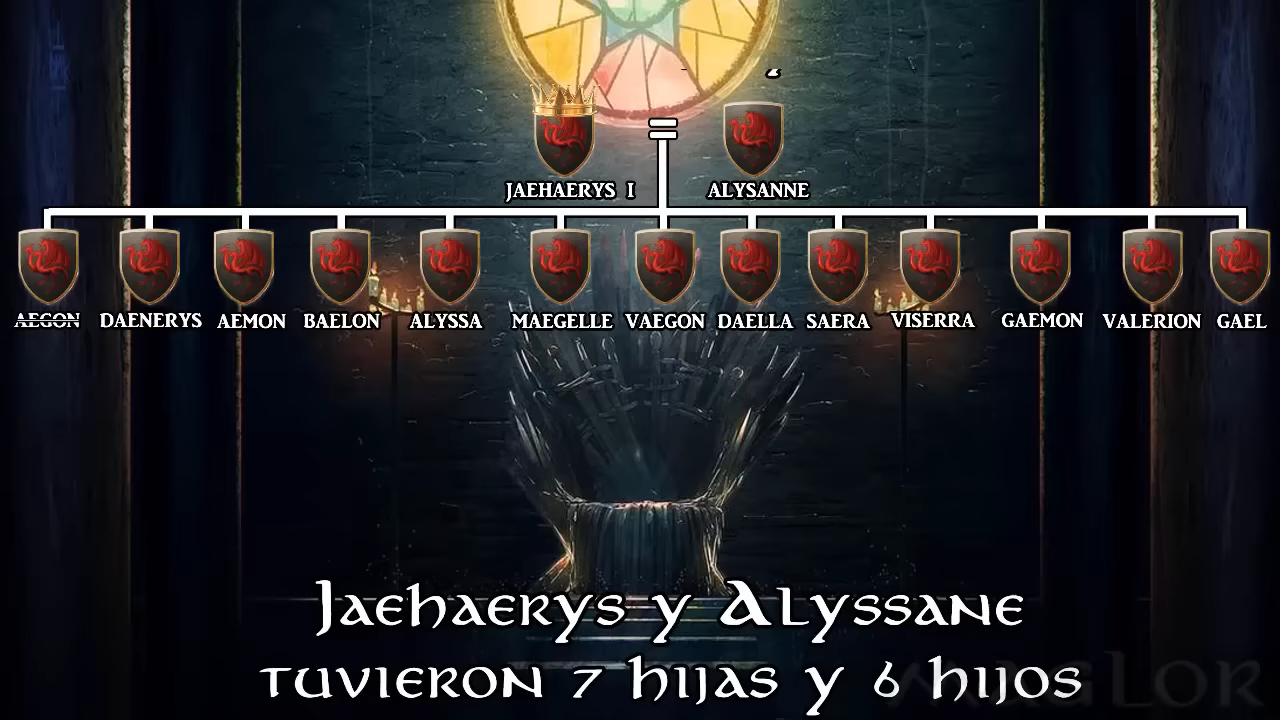 JAEHAERYS I ALYSANNE
AEGON DAENERYS AEMON BAELON ALYSSA MAEGELLE VAEGON DAELLA SAERA VISERRA GAEMON VALERION GAEL
Jaehaerys y Alyssane
tuvieron 7 hijas y 6 hijos